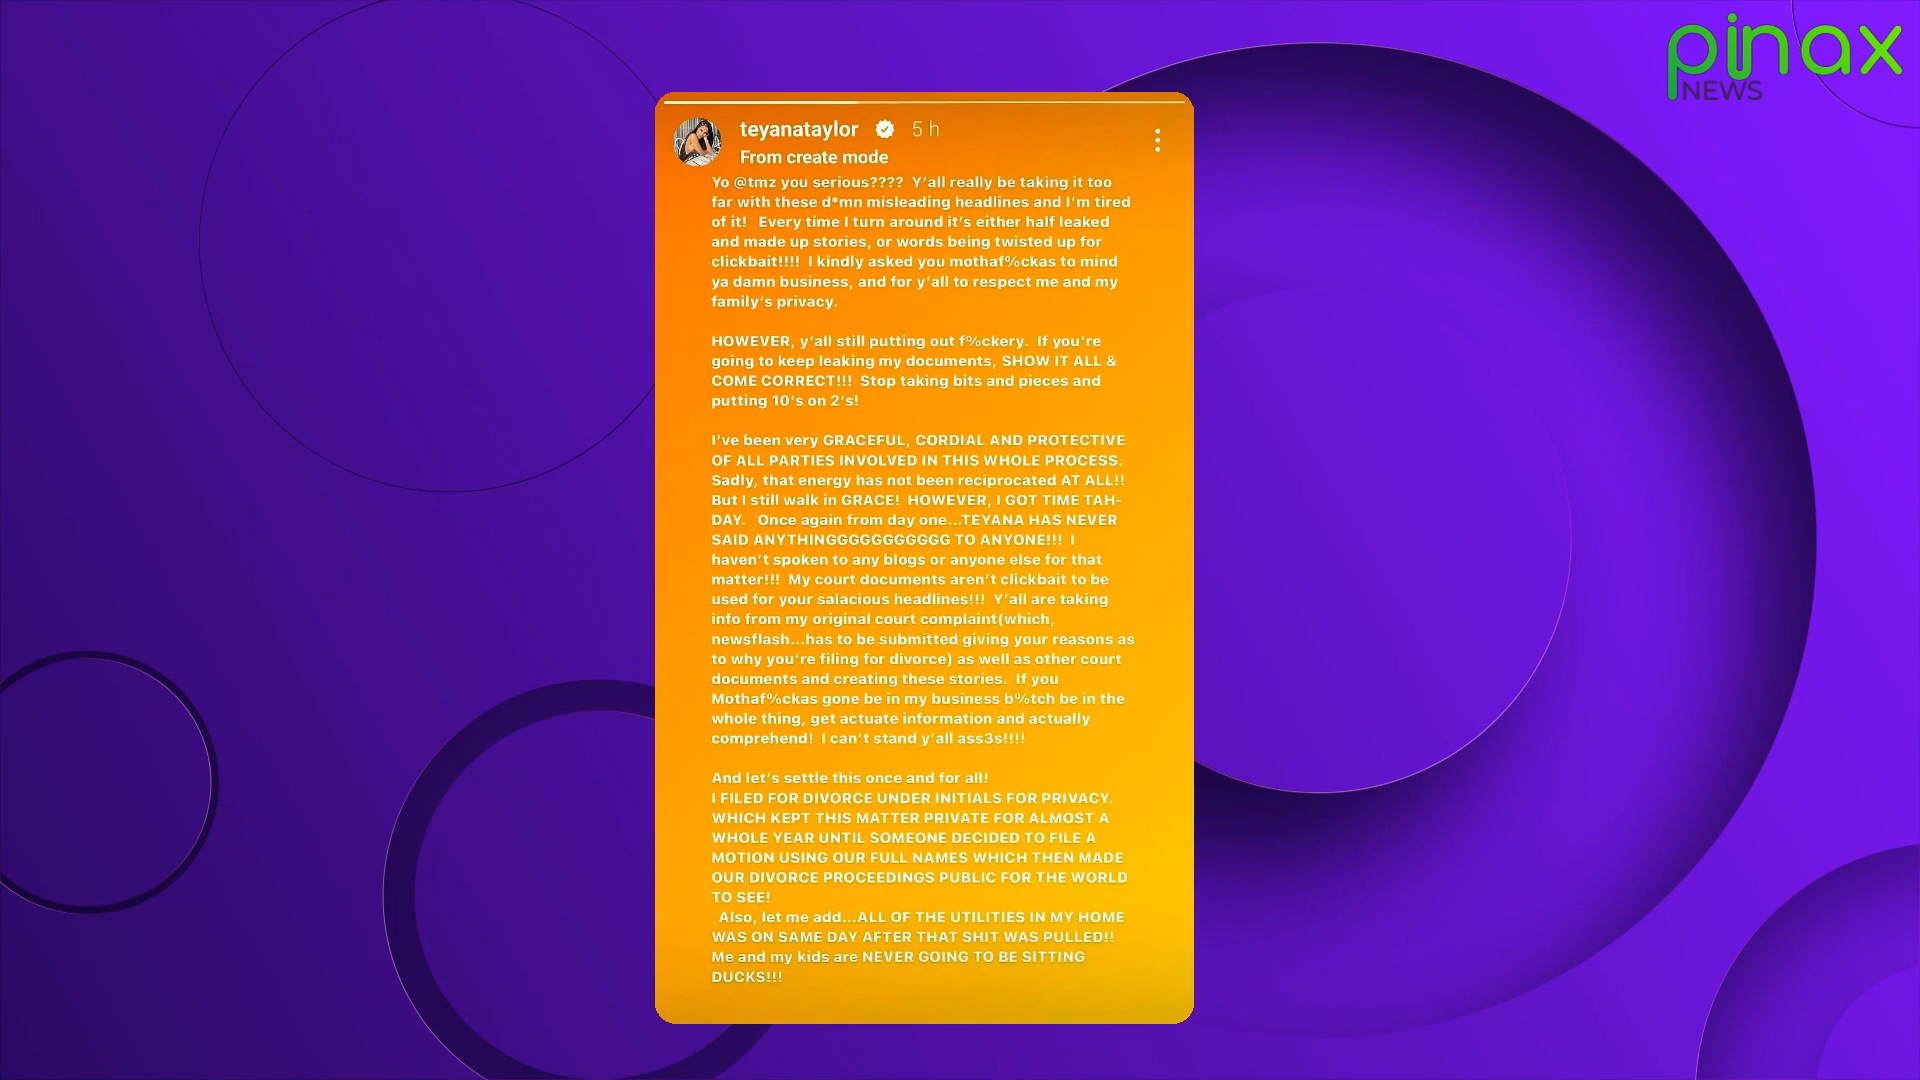 pinax
NEWS
teyanataylor 5 h
From create mode
Yo @tmz you serious???? Y'all really be taking it too
far with these d*mn misleading headlines and I'm tired
of it! Every time I turn around it's either half leaked
and made up stories, or words being twisted up for
clickbait!!!! I kindly asked you mothaf%ckas to mind
ya damn business, and for y'all to respect me and my
family's privacy.
HOWEVER, y'all still putting out f%ckery. If you're
going to keep leaking my documents, SHOW IT ALL &
COME CORRECT!!! Stop taking bits and pieces and
putting 10's on 2's!
I've been very GRACEFUL, CORDIAL AND PROTECTIVE
OF ALL PARTIES INVOLVED IN THIS WHOLE PROCESS.
Sadly, that energy has not been reciprocated AT ALL!!
But I still walk in GRACE! HOWEVER, I GOT TIME TAH-
DAY. Once again from day one...TEYANA HAS NEVER
SAID ANYTHINGGGGGGGGGGG TO ANYONE!!! I
haven't spoken to any blogs or anyone else for that
matter!!! My court documents aren't clickbait to be
used for your salacious headlines!!! Y'all are taking
info from my original court complaint(which,
newsflash...has to be submitted giving your reasons as
to why you're filing for divorce) as well as other court
documents and creating these stories. If you
Mothaf%ckas gone be in my business b%tch be in the
whole thing, get actuate information and actually
comprehend! I can't stand y'all ass3s!!!!
And let's settle this once and for all!
I FILED FOR DIVORCE UNDER INITIALS FOR PRIVACY.
WHICH KEPT THIS MATTER PRIVATE FOR ALMOST A
WHOLE YEAR UNTIL SOMEONE DECIDED TO FILE A
MOTION USING OUR FULL NAMES WHICH THEN MADE
OUR DIVORCE PROCEEDINGS PUBLIC FOR THE WORLD
TO SEE!
Also, let me add...ALL OF THE UTILITIES IN MY HOME
WAS ON SAME DAY AFTER THAT SHIT WAS PULLED!!
Me and my kids are NEVER GOING TO BE SITTING
DUCKS!!!